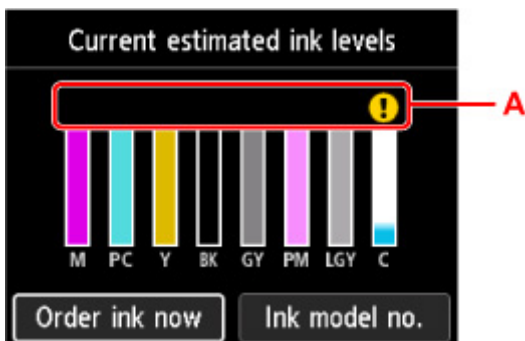 Current estimated ink levels
A
M PC Y BK GY PM LGY C
Order ink now Ink model no.